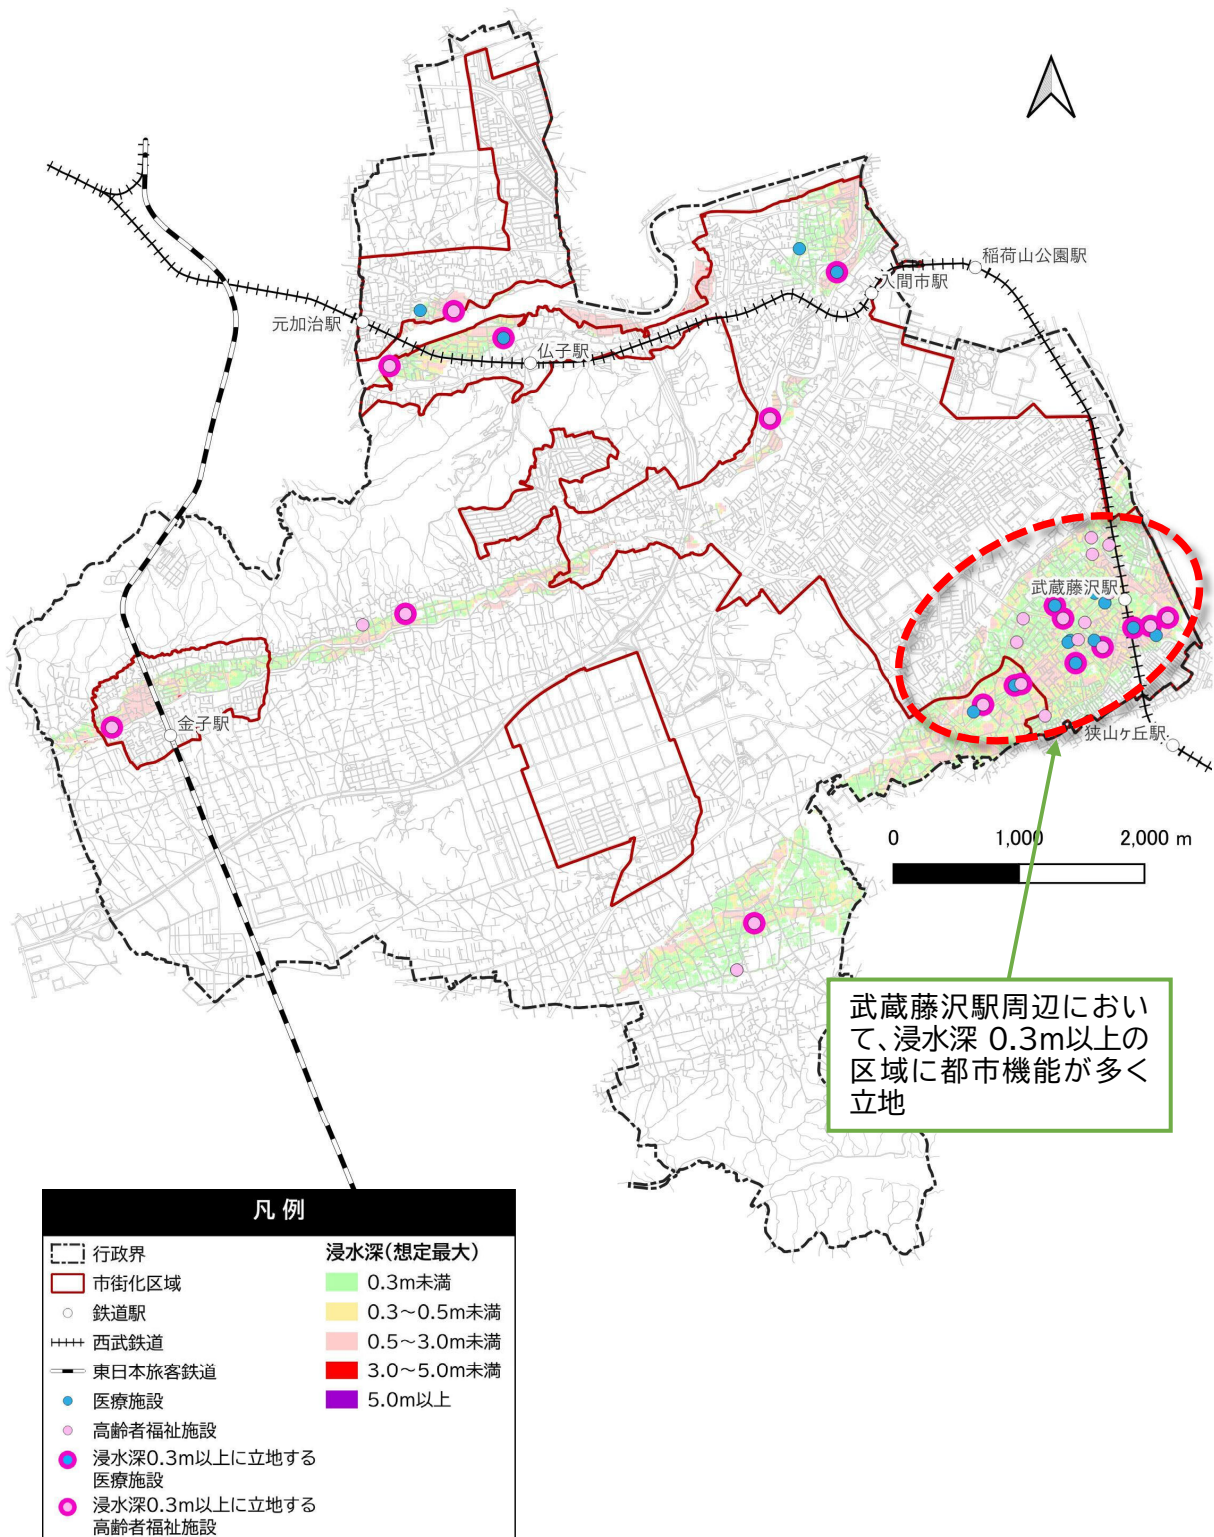 稲荷山公園駅
入間市駅
元加治駅
仏子駅
武蔵藤沢駅
金子駅
狭山ヶ丘駅
0 1,000 2,000 m
武蔵藤沢駅周辺におい
て、浸水深 0.3m以上の
区域に都市機能が多く
立地
凡 例
行政界
市街化区域
鉄道駅
西武鉄道
東日本旅客鉄道
医療施設
高齢者福祉施設
浸水深0.3m以上に立地する
医療施設
浸水深0.3m以上に立地する
高齢者福祉施設
浸水深(想定最大)
0.3m未満
0.3～0.5m未満
0.5～3.0m未満
3.0～5.0m未満
5.0m以上